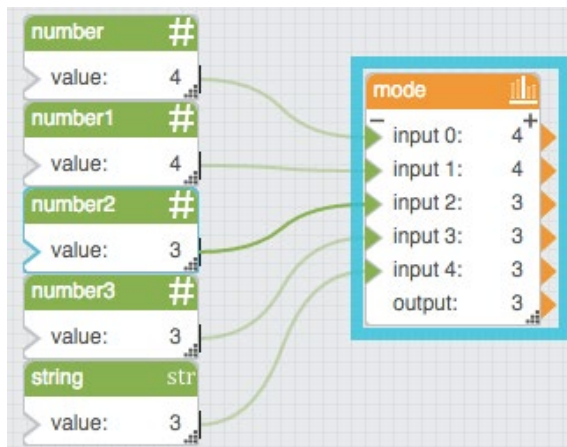 number #
value: 4
number1 #
value: 4
number2 #
value: 3
number3 #
value: 3
string str
value: 3
mode
− +
input 0: 4
input 1: 4
input 2: 3
input 3: 3
input 4: 3
output: 3